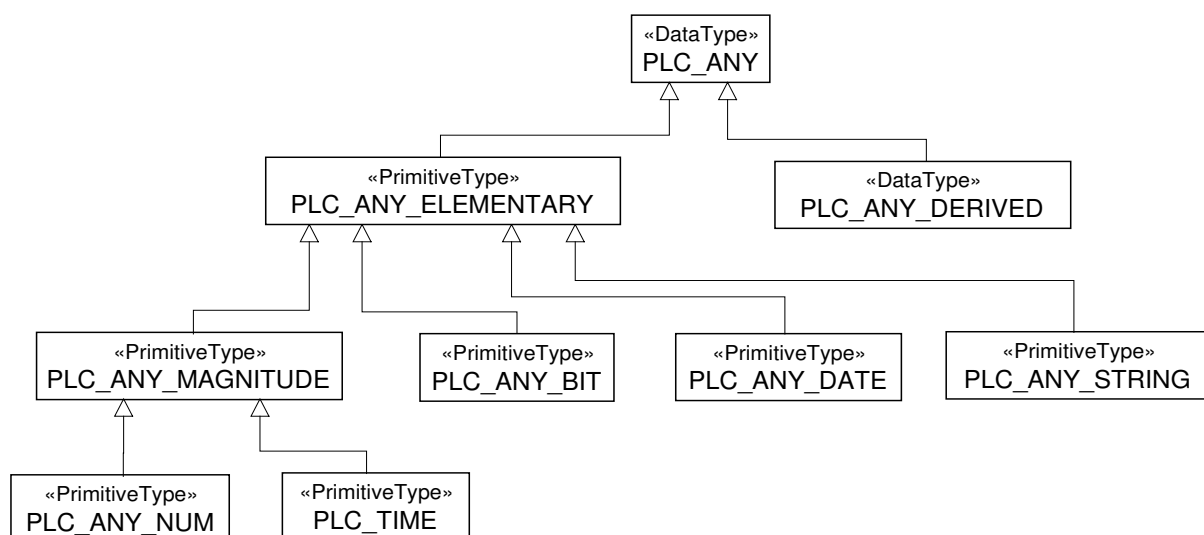 «DataType»
PLC_ANY
«PrimitiveType»
PLC_ANY_ELEMENTARY
«DataType»
PLC_ANY_DERIVED
«PrimitiveType»
PLC_ANY_MAGNITUDE
«PrimitiveType»
PLC_ANY_BIT
«PrimitiveType»
PLC_ANY_DATE
«PrimitiveType»
PLC_ANY_STRING
«PrimitiveType»
PLC_ANY_NUM
«PrimitiveType»
PLC_TIME